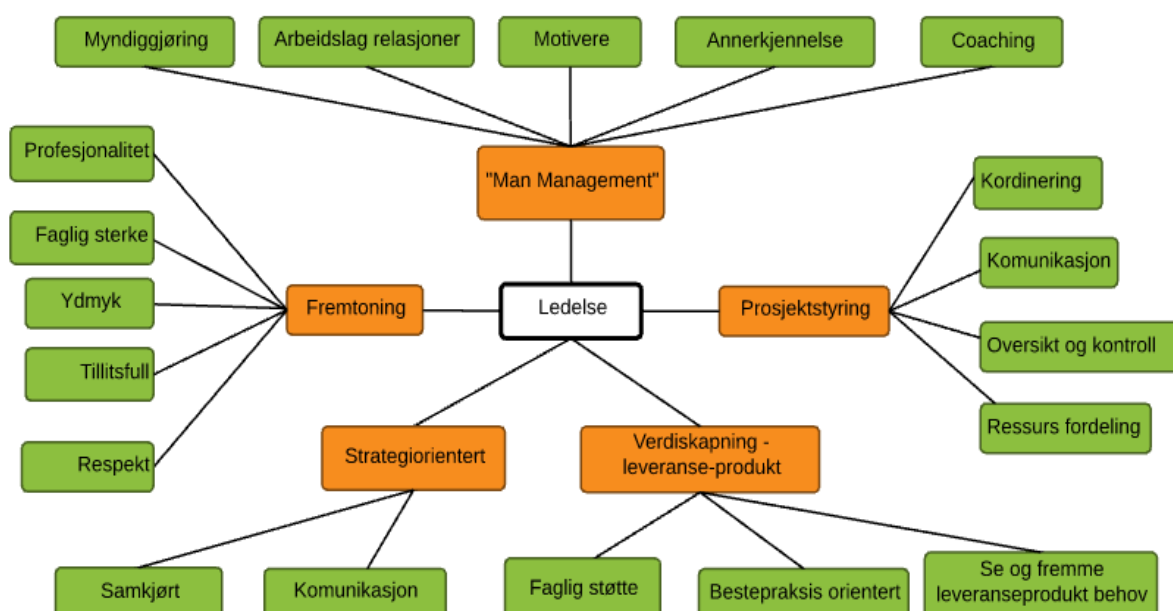 Myndiggjøring
Arbeidslag relasjoner
Motivere
Annerkjennelse
Coaching
"Man Management"
Profesjonalitet
Faglig sterke
Ydmyk
Tillitsfull
Respekt
Fremtoning
Ledelse
Prosjektstyring
Kordinering
Komunikasjon
Oversikt og kontroll
Ressurs fordeling
Strategiorientert
Verdiskapning -
leveranse-produkt
Samkjørt
Komunikasjon
Faglig støtte
Bestepraksis orientert
Se og fremme
leveranseprodukt behov